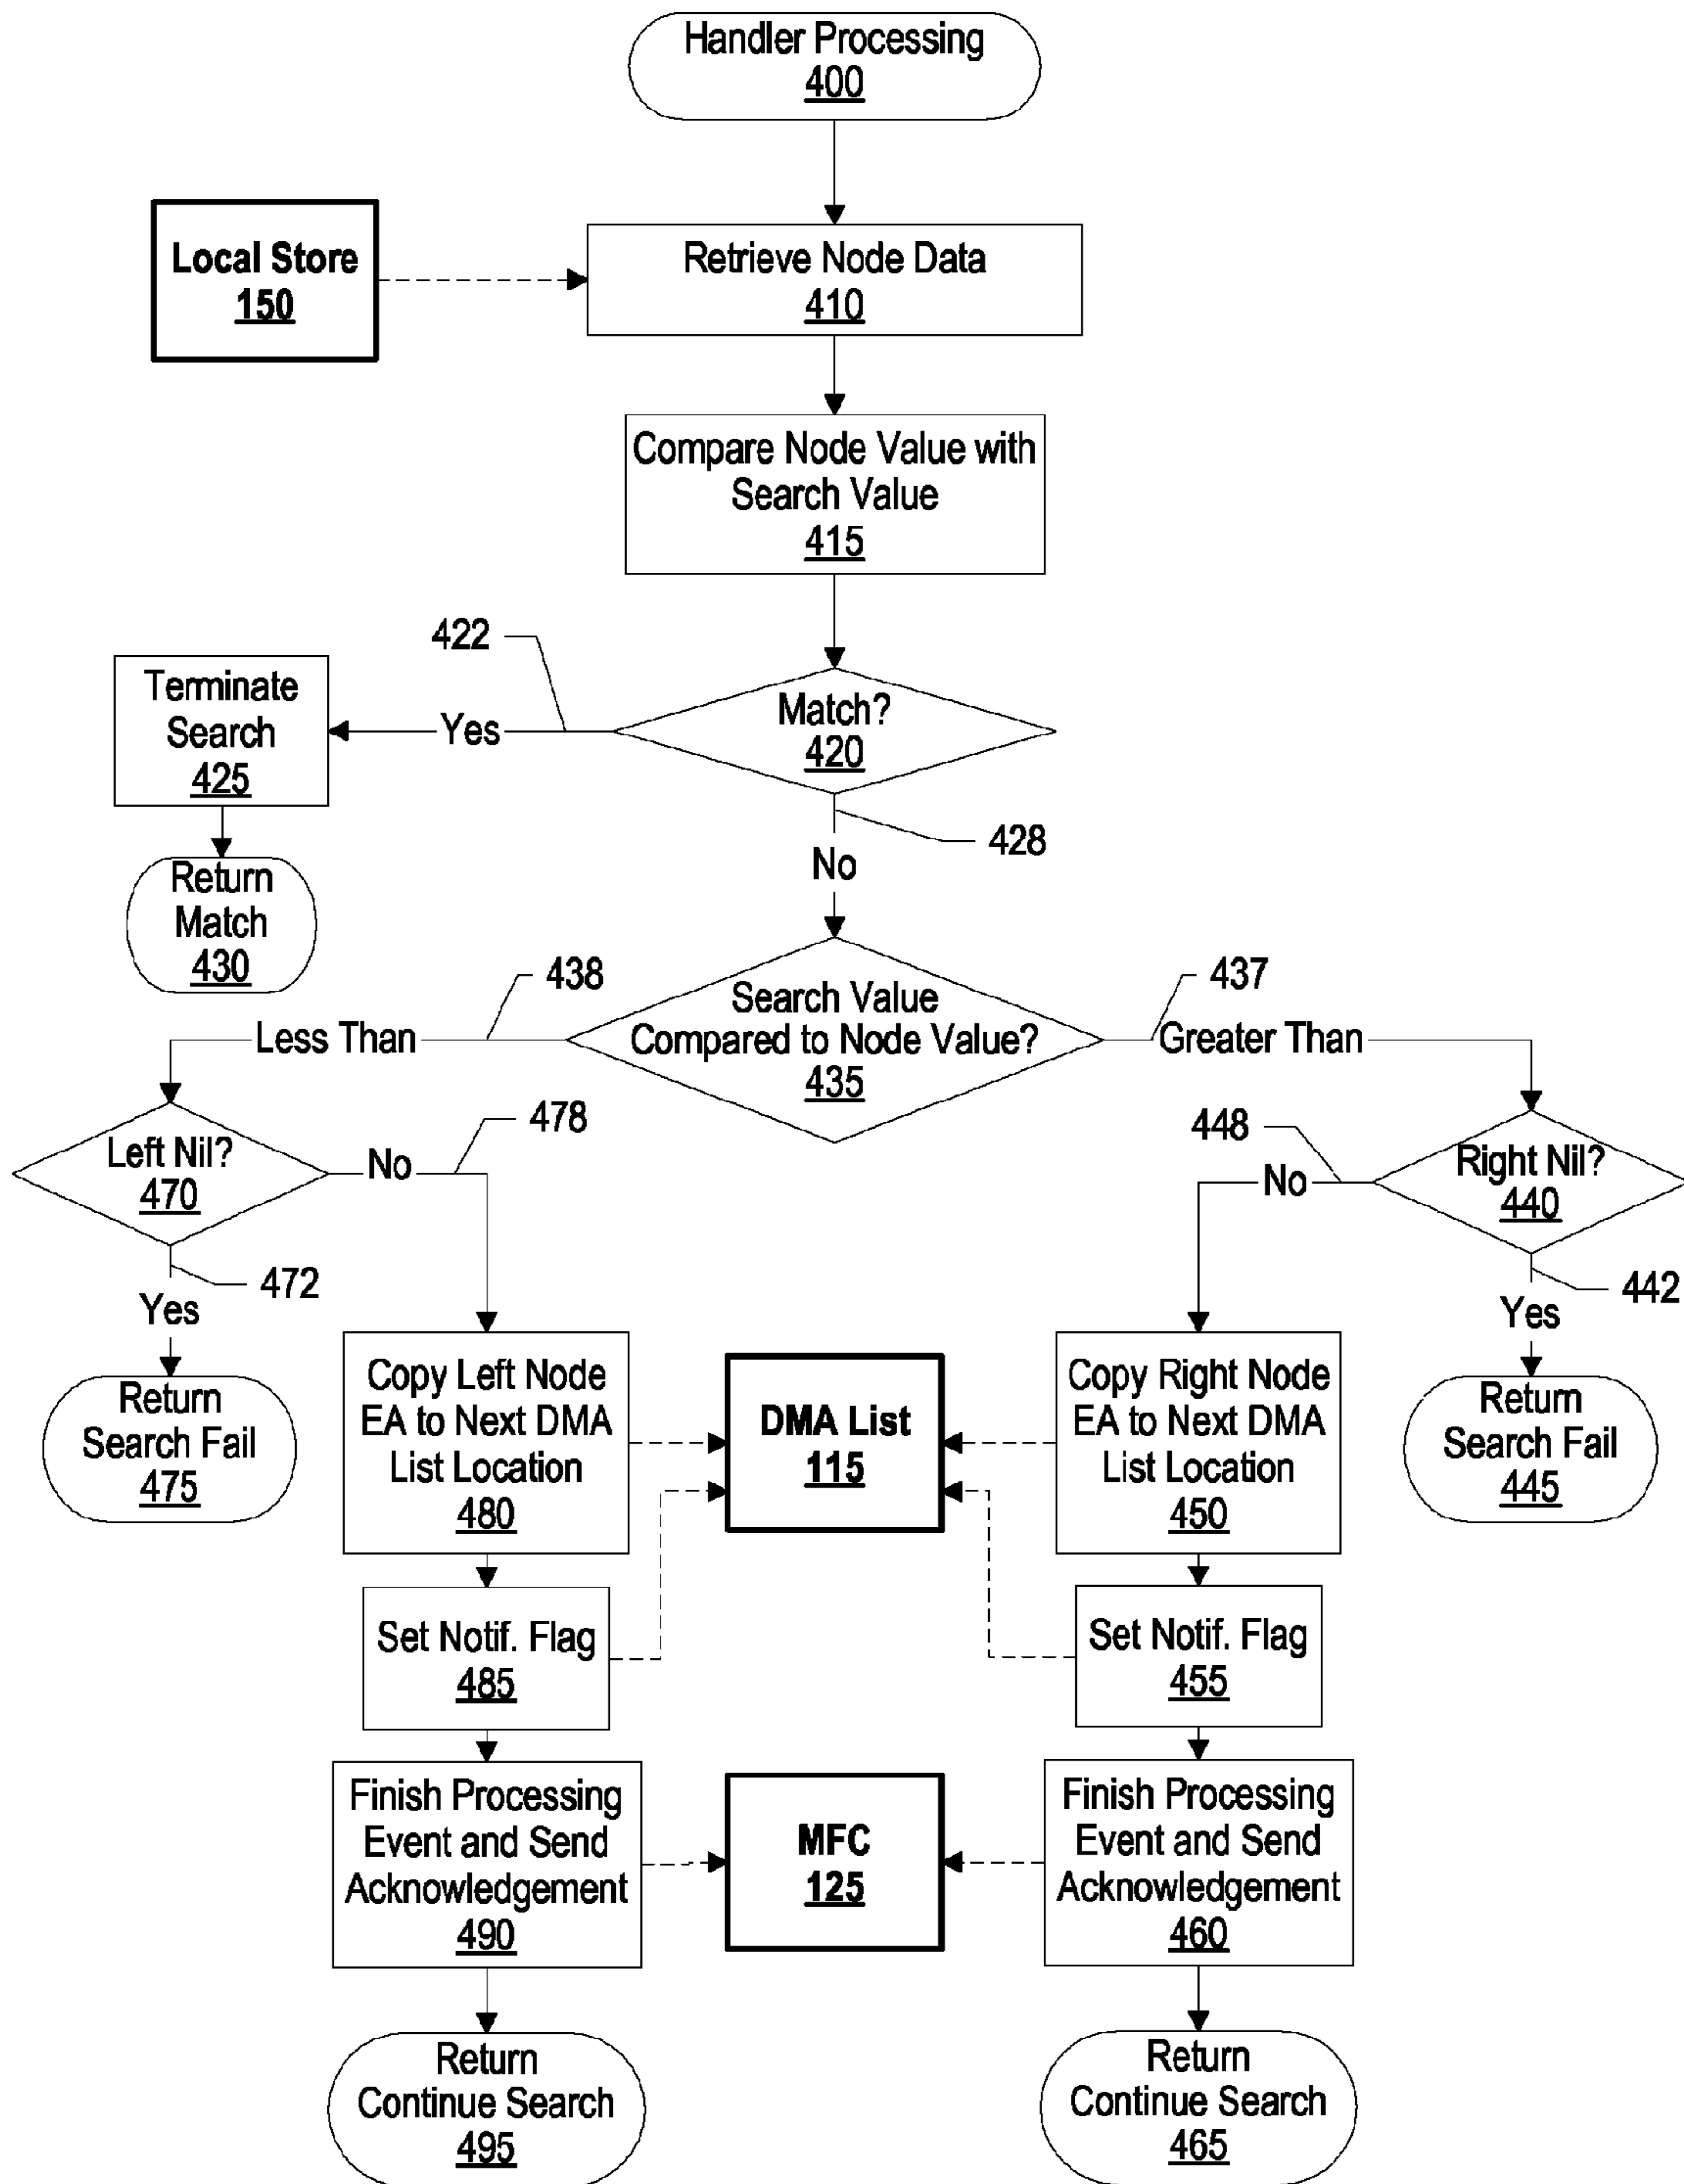 Handler Processing
400
Local Store
150
Retrieve Node Data
410
Compare Node Value with
Search Value
415
422
Terminate
Search
425
Yes
Match?
420
428
No
Return
Match
430
438
437
Search Value
Compared to Node Value?
435
Less Than
Greater Than
Left Nil?
470
No
478
448
No
Right Nil?
440
472
Yes
442
Yes
Return
Search Fail
475
Copy Left Node
EA to Next DMA
List Location
480
DMA List
115
Copy Right Node
EA to Next DMA
List Location
450
Return
Search Fail
445
Set Notif. Flag
485
Set Notif. Flag
455
Finish Processing
Event and Send
Acknowledgement
490
MFC
125
Finish Processing
Event and Send
Acknowledgement
460
Return
Continue Search
495
Return
Continue Search
465